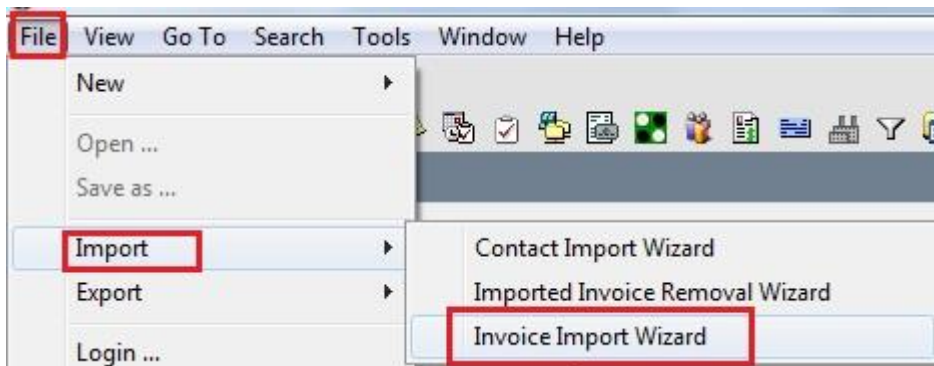 File View Go To Search Tools Window Help
New
Open ...
Save as ...
Import
Contact Import Wizard
Export
Imported Invoice Removal Wizard
Invoice Import Wizard
Login ...